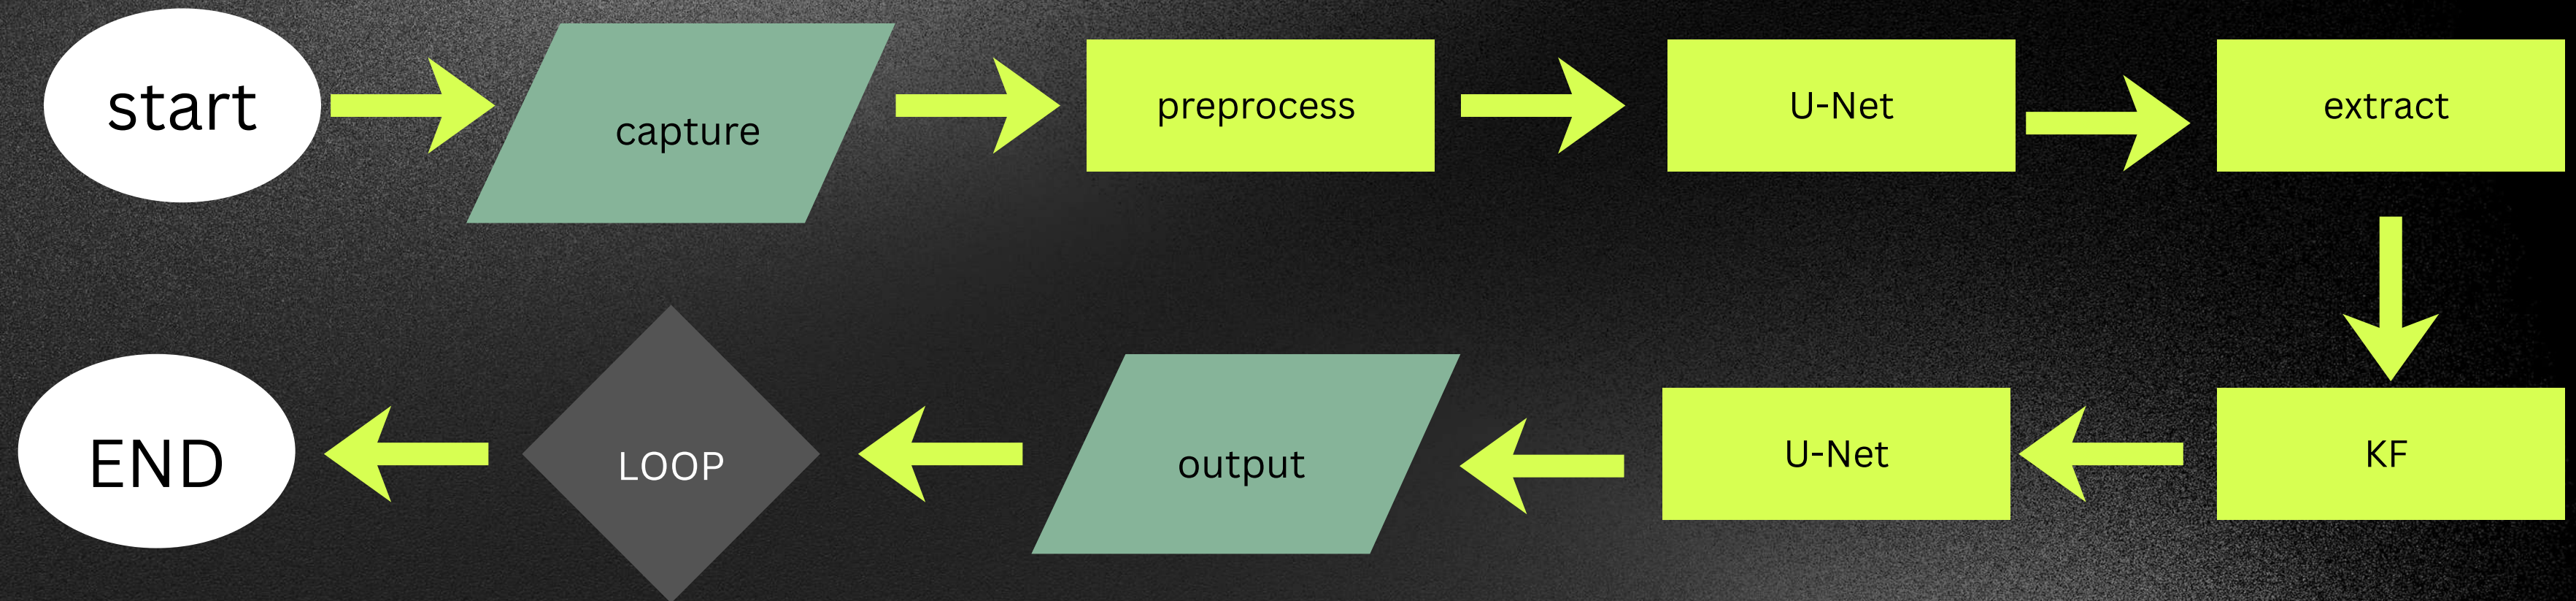 start
capture
preprocess
U-Net
extract
KF
U-Net
output
LOOP
END